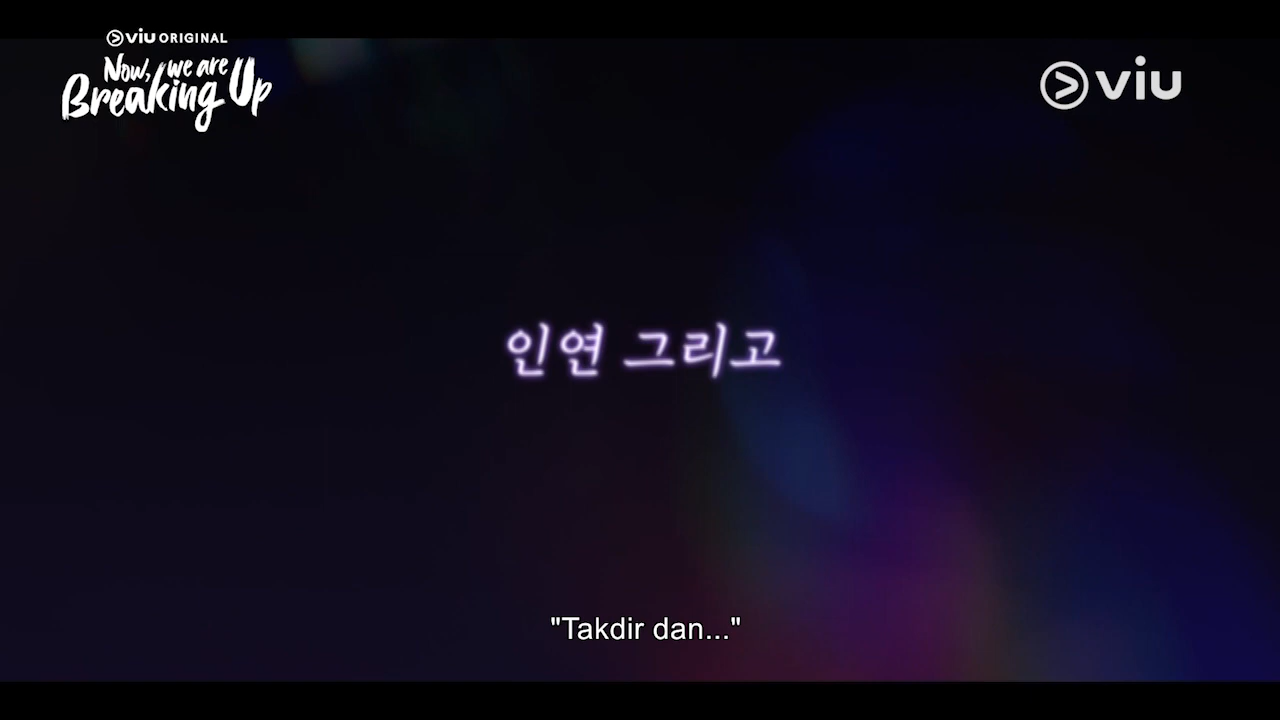 viu ORIGINAL
Now, we are
Breaking Up
viu
인연 그리고
"Takdir dan..."